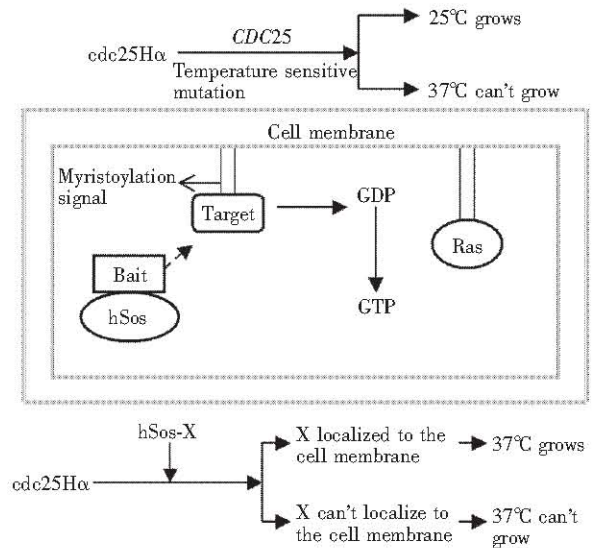 25℃ grows
CDC25
cdc25Hα
Temperature sensitive
mutation
37℃ can't grow
Cell membrane
Myristoylation
signal
Target
GDP
Ras
Bait
hSos
GTP
hSos-X
X localized to the
cell membrane
37℃ grows
cdc25Hα
X can't localize to
the cell membrane
37℃ can't
grow